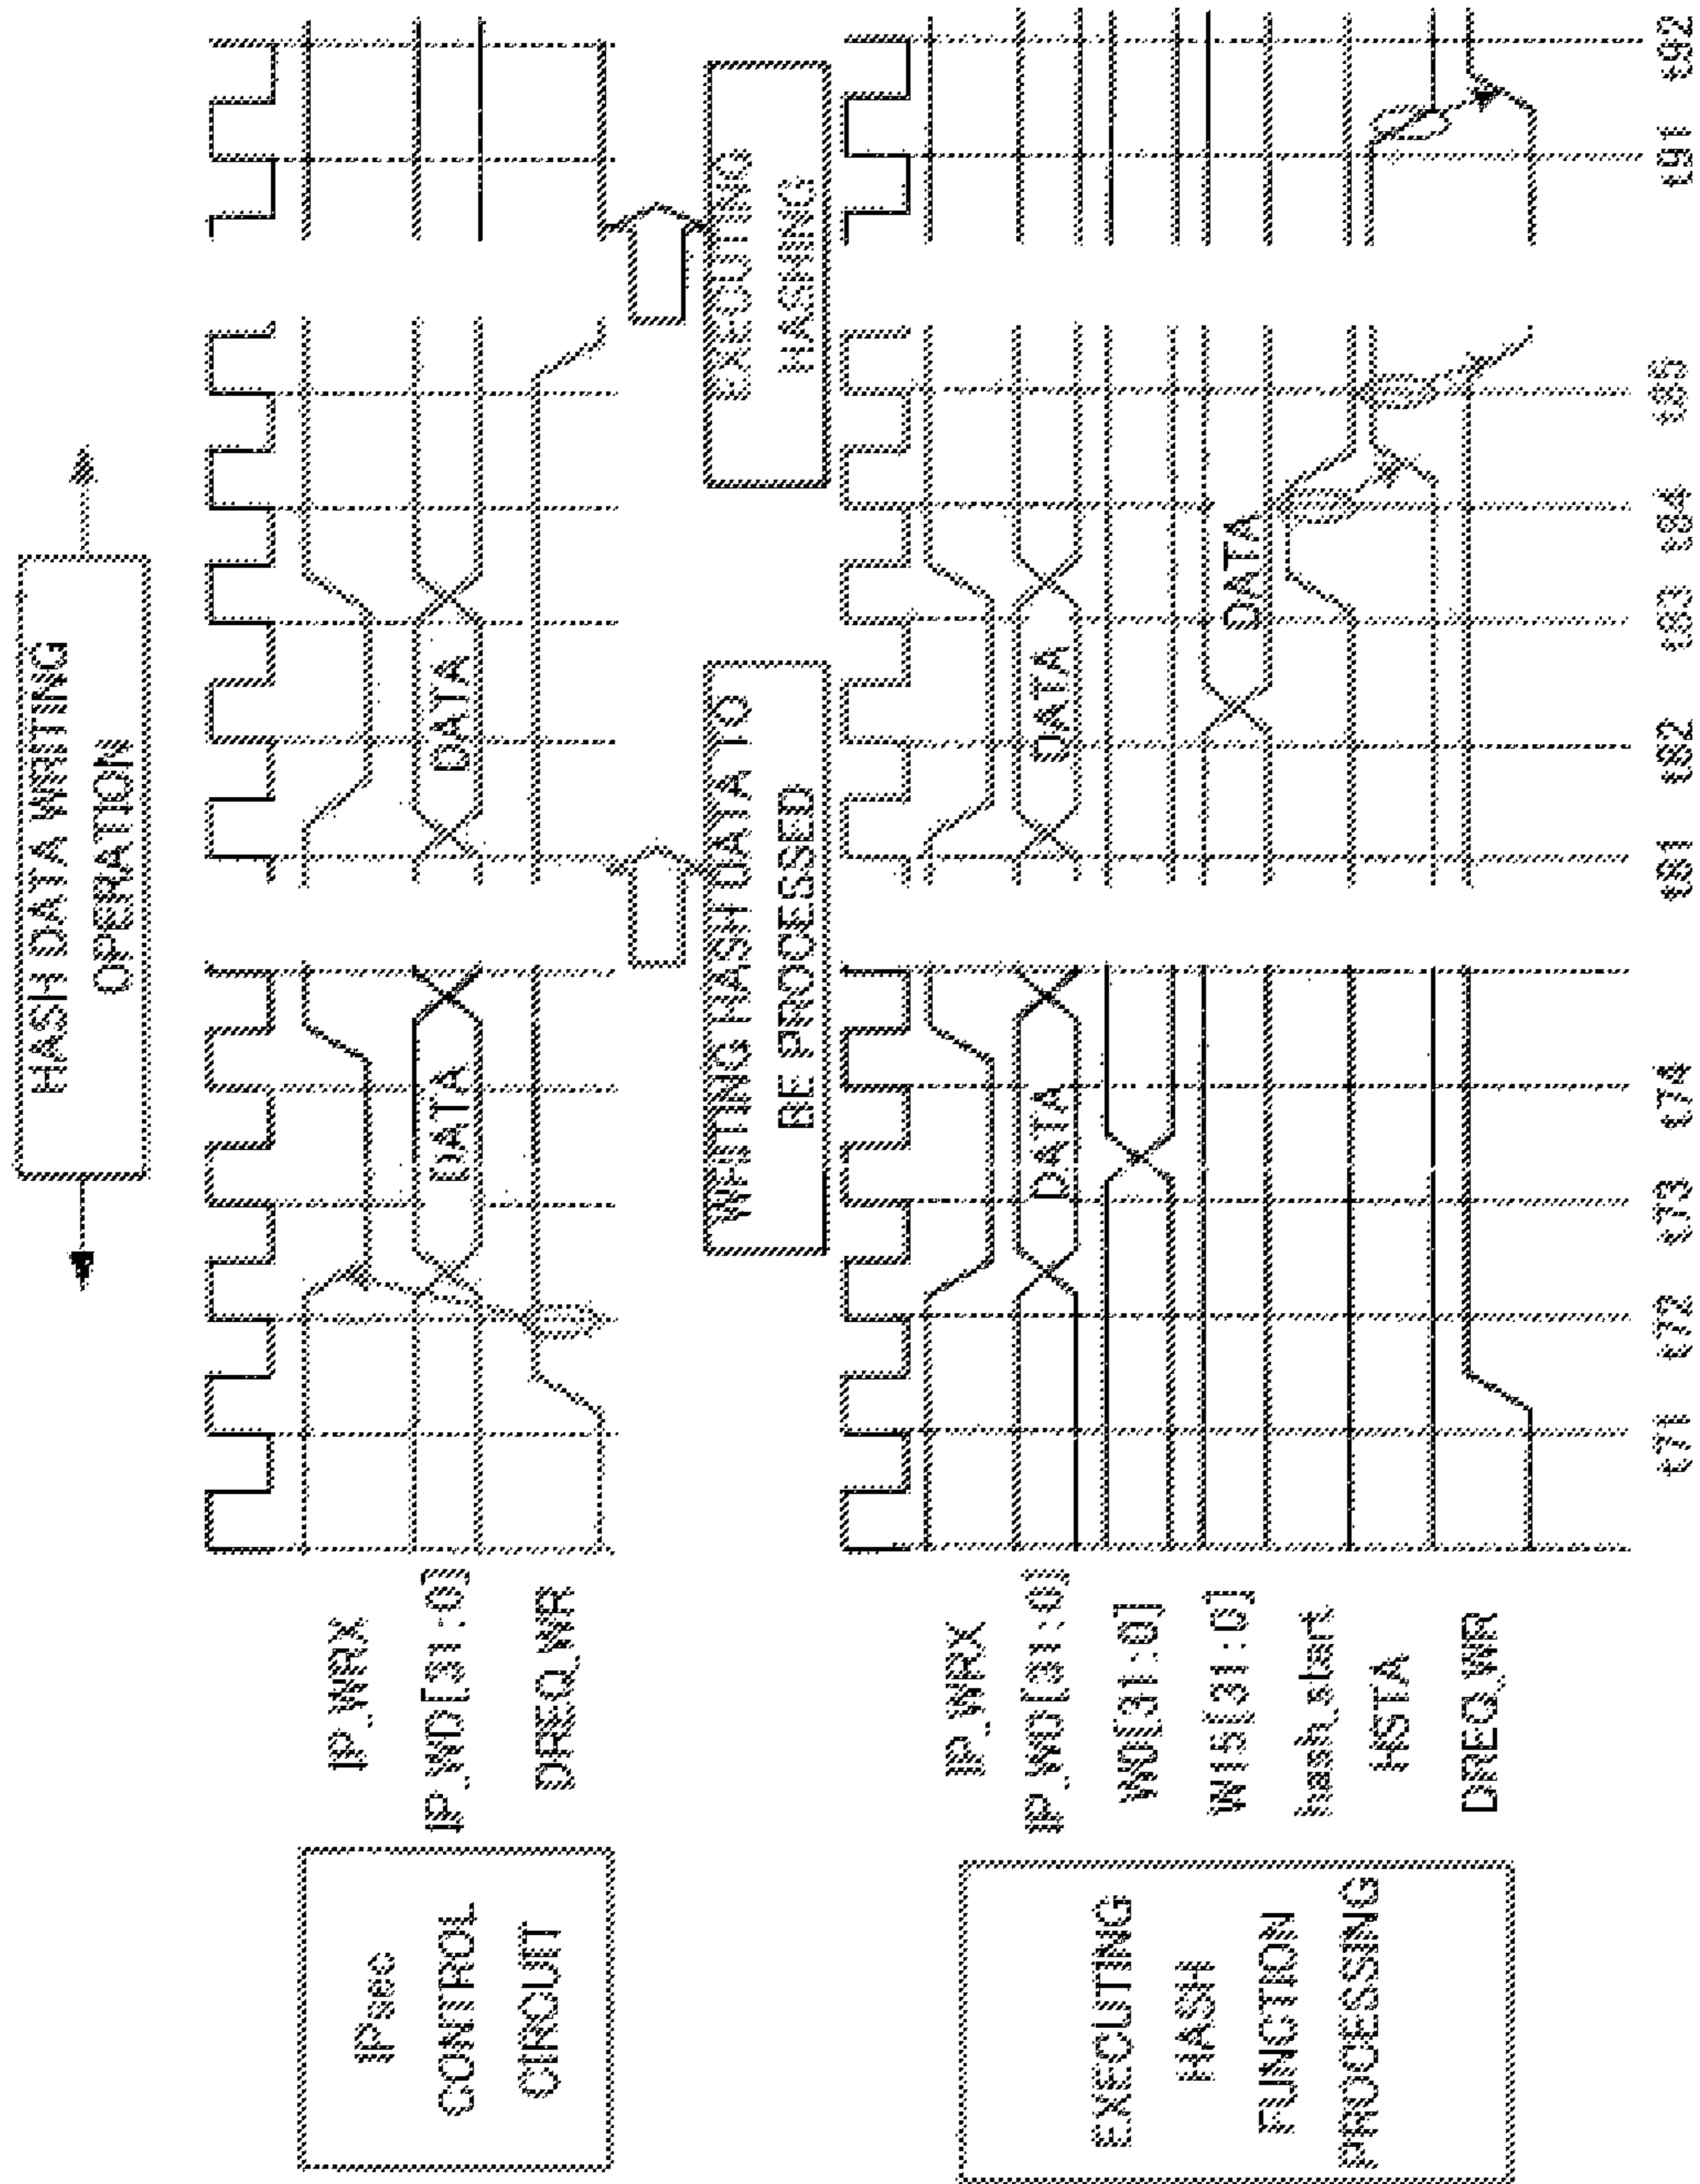 HASH DATA WRITING
OPERATION
IPsec
CONTROL
CIRCUIT
IP_WRX
IP_WD[31:0]
DREQ_WR
DATA
DATA
WRITING HASH DATA TO
BE PROCESSED
EXECUTING
HASHING
EXECUTING
HASH
FUNCTION
PROCESSING
IP_WRX
IP_WD[31:0]
W0[31:0]
W15[31:0]
hash_start
HSTA
DREQ_WR
DATA
DATA
DATA
t71
t72
t73
t74
t81
t82
t83
t84
t85
t91
t92